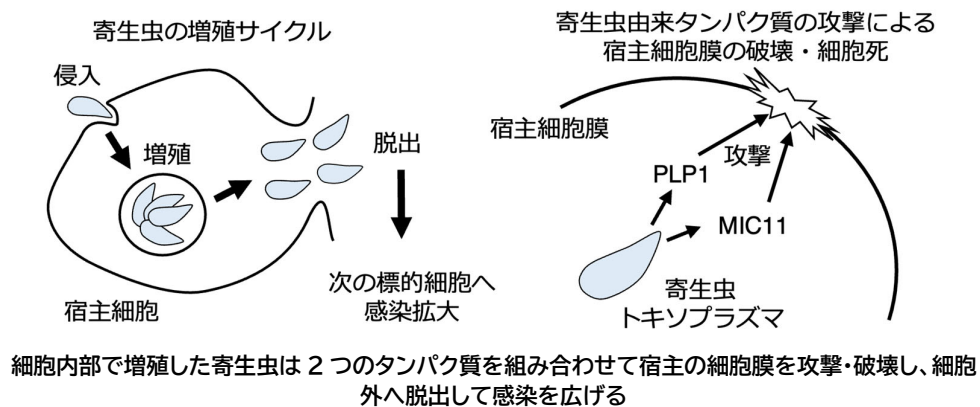 寄生虫の増殖サイクル
侵入
増殖
脱出
次の標的細胞へ
感染拡大
宿主細胞
寄生虫由来タンパク質の攻撃による
宿主細胞膜の破壊・細胞死
宿主細胞膜
攻撃
PLP1
MIC11
寄生虫
トキソプラズマ
細胞内部で増殖した寄生虫は 2 つのタンパク質を組み合わせて宿主の細胞膜を攻撃・破壊し、細胞
外へ脱出して感染を広げる